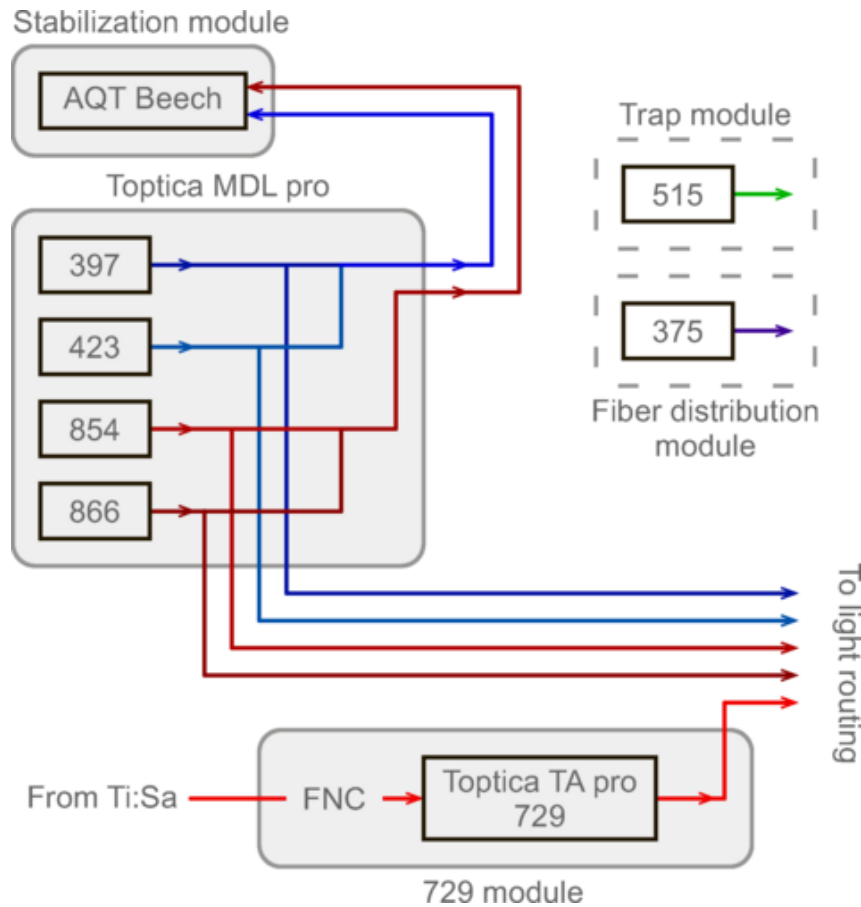 Stabilization module
AQT Beech
Toptica MDL pro
397
423
854
866
Trap module
515
375
Fiber distribution
module
To light routing
From Ti:Sa
FNC
Toptica TA pro
729
729 module